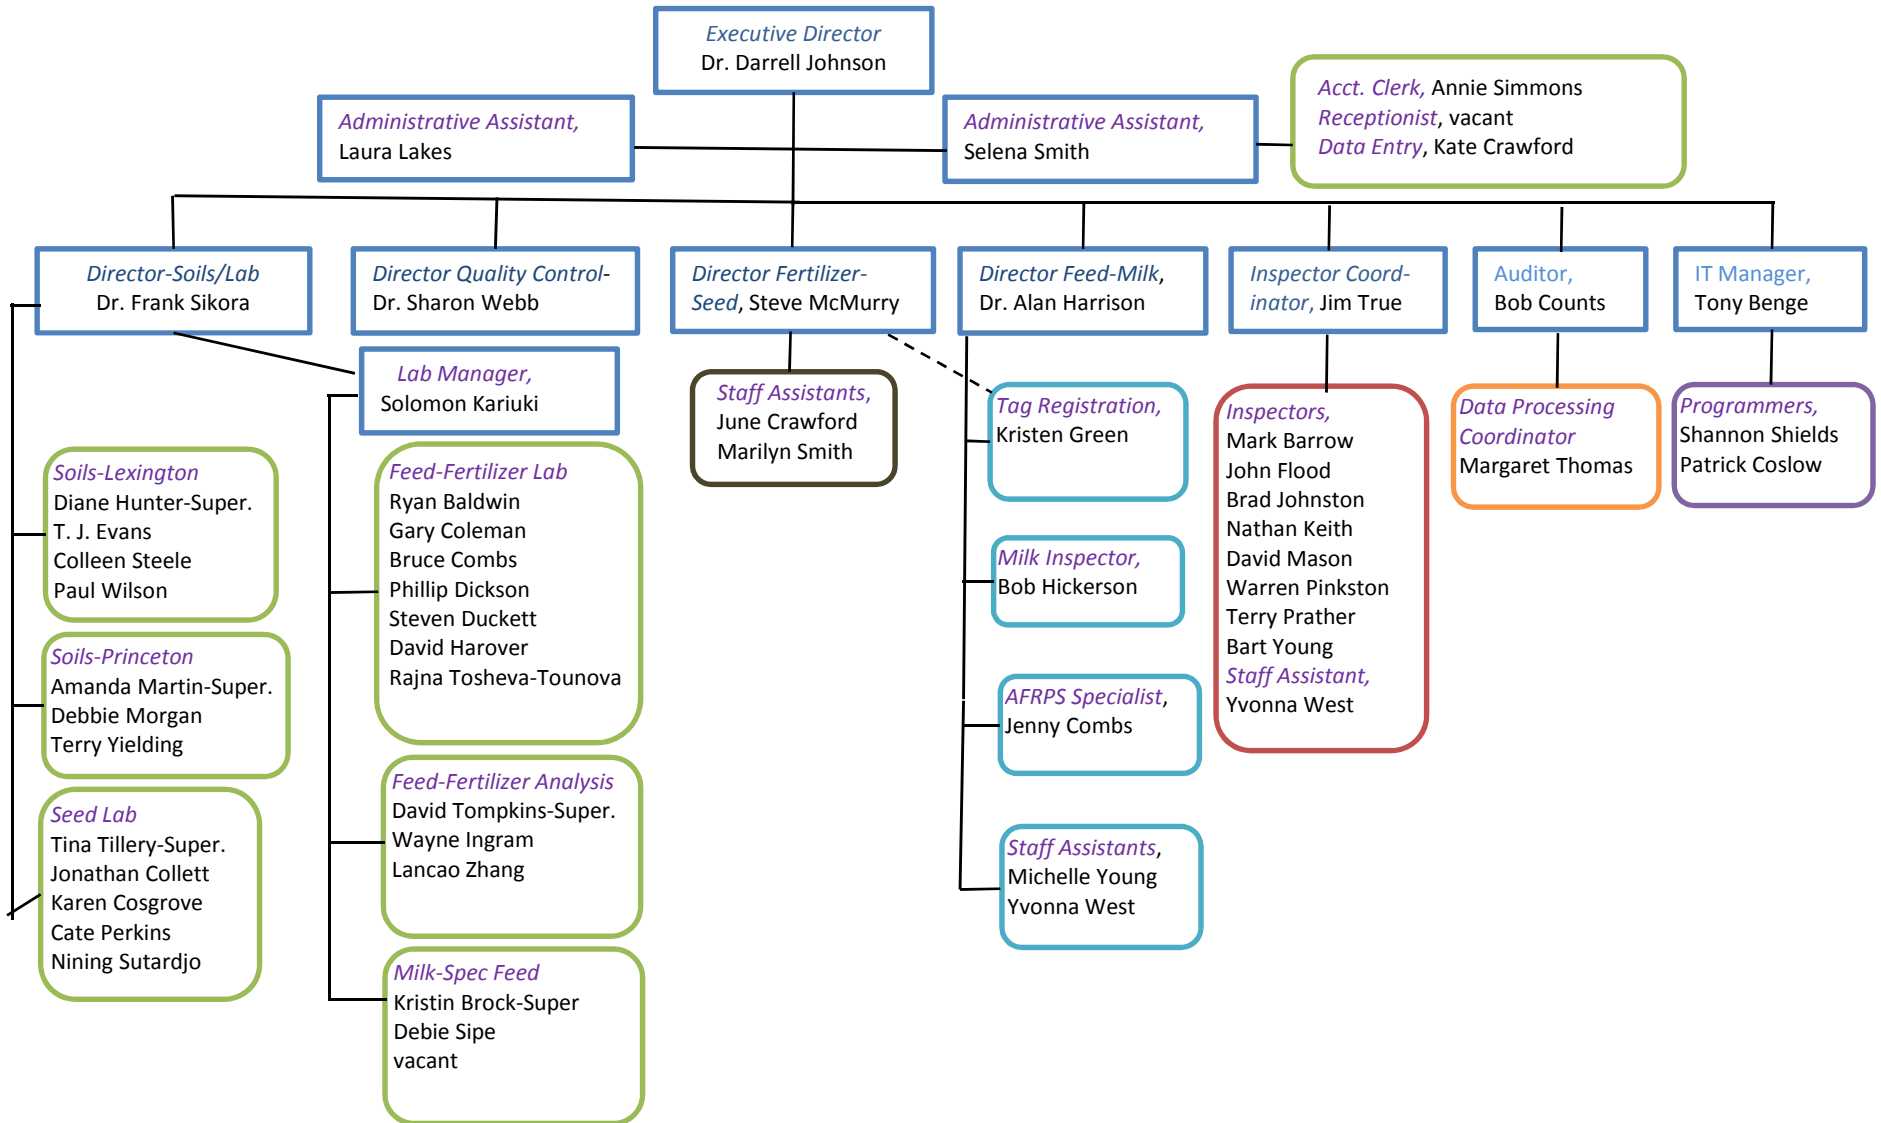 Executive Director
Dr. Darrell Johnson
Administrative Assistant,
Laura Lakes
Administrative Assistant,
Selena Smith
Acct. Clerk, Annie Simmons
Receptionist, vacant
Data Entry, Kate Crawford
Director-Soils/Lab
Dr. Frank Sikora
Director Quality Control-
Dr. Sharon Webb
Director Fertilizer-
Seed, Steve McMurry
Director Feed-Milk,
Dr. Alan Harrison
Inspector Coord-
inator, Jim True
Auditor,
Bob Counts
IT Manager,
Tony Benge
Lab Manager,
Solomon Kariuki
Soils-Lexington
Diane Hunter-Super.
T. J. Evans
Colleen Steele
Paul Wilson
Soils-Princeton
Amanda Martin-Super.
Debbie Morgan
Terry Yielding
Seed Lab
Tina Tillery-Super.
Jonathan Collett
Karen Cosgrove
Cate Perkins
Nining Sutardjo
Feed-Fertilizer Lab
Ryan Baldwin
Gary Coleman
Bruce Combs
Phillip Dickson
Steven Duckett
David Harover
Rajna Tosheva-Tounova
Feed-Fertilizer Analysis
David Tompkins-Super.
Wayne Ingram
Lancao Zhang
Milk-Spec Feed
Kristin Brock-Super
Debie Sipe
vacant
Staff Assistants,
June Crawford
Marilyn Smith
Tag Registration,
Kristen Green
Milk Inspector,
Bob Hickerson
AFRPS Specialist,
Jenny Combs
Staff Assistants,
Michelle Young
Yvonna West
Inspectors,
Mark Barrow
John Flood
Brad Johnston
Nathan Keith
David Mason
Warren Pinkston
Terry Prather
Bart Young
Staff Assistant,
Yvonna West
Data Processing
Coordinator
Margaret Thomas
Programmers,
Shannon Shields
Patrick Coslow